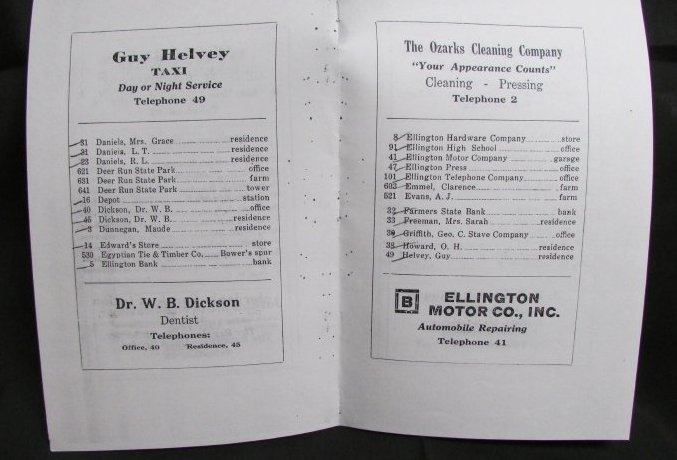 Guy Helvey
TAXI
Day or Night Service
Telephone 49
31 Daniels, Mrs. Grace residence
21 Daniels, L. T. residence
23 Daniels, R. L. residence
621 Deer Run State Park office
631 Deer Run State Park farm
641 Deer Run State Park tower
16 Depot station
40 Dickson, Dr. W. B. office
45 Dickson, Dr. W. B. residence
3 Dunnegan, Maude residence
14 Edward's Store store
530 Egyptian Tie & Timber Co. Bower's spur
5 Ellington Bank bank
Dr. W. B. Dickson
Dentist
Telephones:
Office, 40 Residence, 45
The Ozarks Cleaning Company
"Your Appearance Counts"
Cleaning - Pressing
Telephone 2
8 Ellington Hardware Company store
91 Ellington High School office
41 Ellington Motor Company garage
47 Ellington Press office
101 Ellington Telephone Company office
603 Emmel, Clarence farm
521 Evans, A. J. farm
32 Farmers State Bank bank
33 Freeman, Mrs. Sarah residence
30 Griffith, Geo. C. Stave Company office
38 Howard, O. H. residence
49 Helvey, Guy residence
B ELLINGTON
MOTOR CO., INC.
Automobile Repairing
Telephone 41